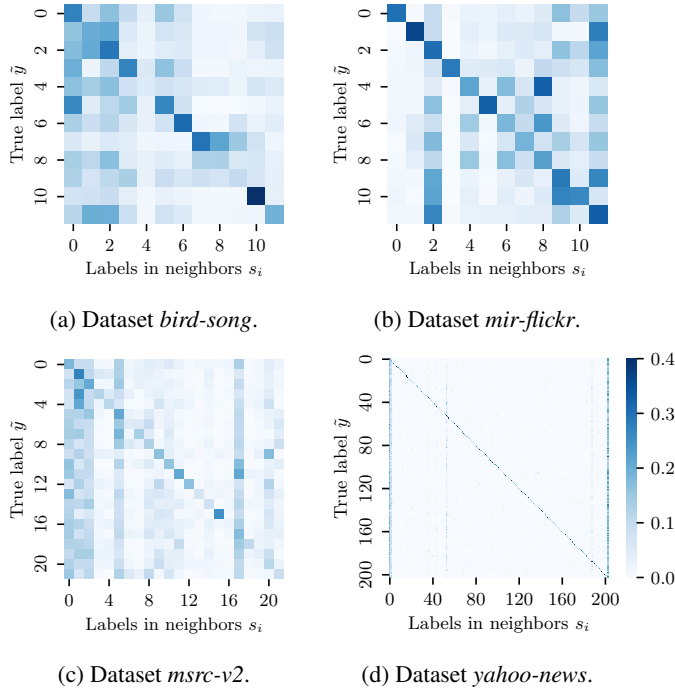 0
2
4
6
8
10
True label ỹ
0 2 4 6 8 10
Labels in neighbors s_i
(a) Dataset bird-song.
0
2
4
6
8
10
True label ỹ
0 2 4 6 8 10
Labels in neighbors s_i
(b) Dataset mir-flickr.
0
4
8
12
16
20
True label ỹ
0 4 8 12 16 20
Labels in neighbors s_i
(c) Dataset msrc-v2.
0
40
80
120
160
200
True label ỹ
0 40 80 120 160 200
Labels in neighbors s_i
0.4
0.3
0.2
0.1
0.0
(d) Dataset yahoo-news.